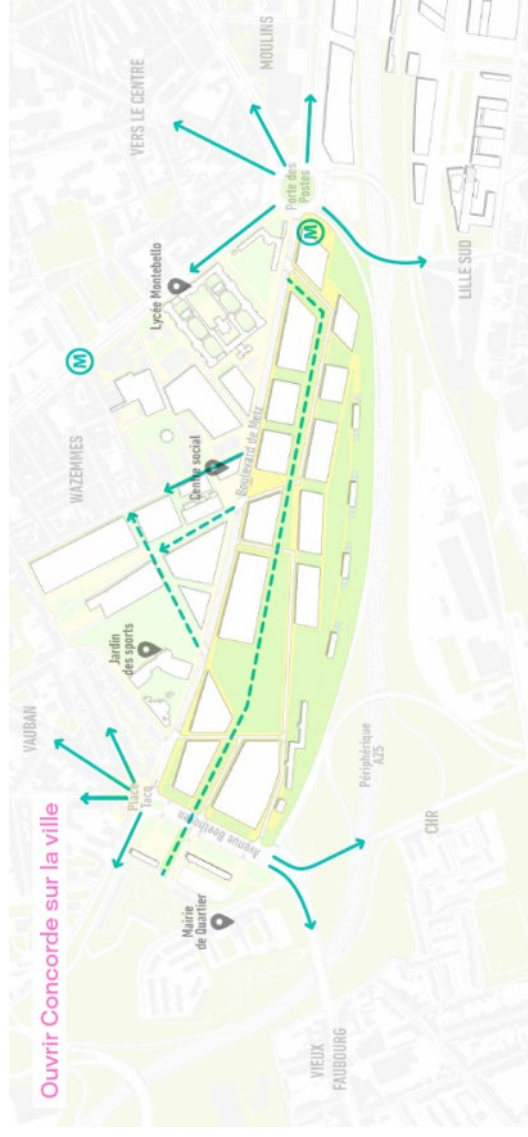 Ouvrir Concorde sur la ville
VAUBAN
WAZEMMES
VERS LE CENTRE
MOULINS
Place
Tacq
Jardin
des sports
Centre social
Lycée Montebello
M
M
Porte des
Postes
Boulevard de Metz
Avenue Beethoven
Mairie
de Quartier
Périphérique
A25
VIEUX
FAUBOURG
CHR
LILLE SUD